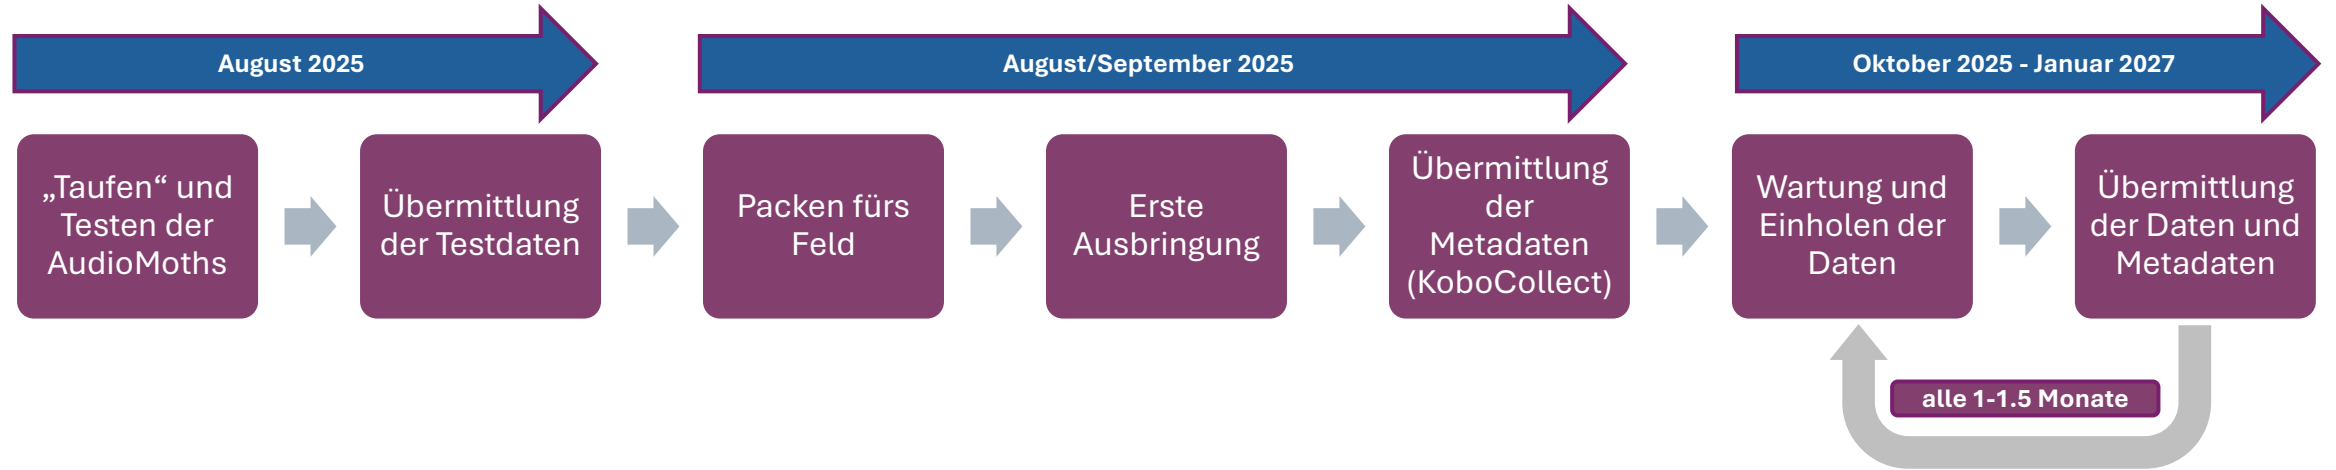 August 2025
August/September 2025
Oktober 2025 - Januar 2027
„Taufen“ und
Testen der
AudioMoths
Übermittlung
der Testdaten
Packen fürs
Feld
Erste
Ausbringung
Übermittlung
der
Metadaten
(KoboCollect)
Wartung und
Einholen der
Daten
Übermittlung
der Daten und
Metadaten
alle 1-1.5 Monate